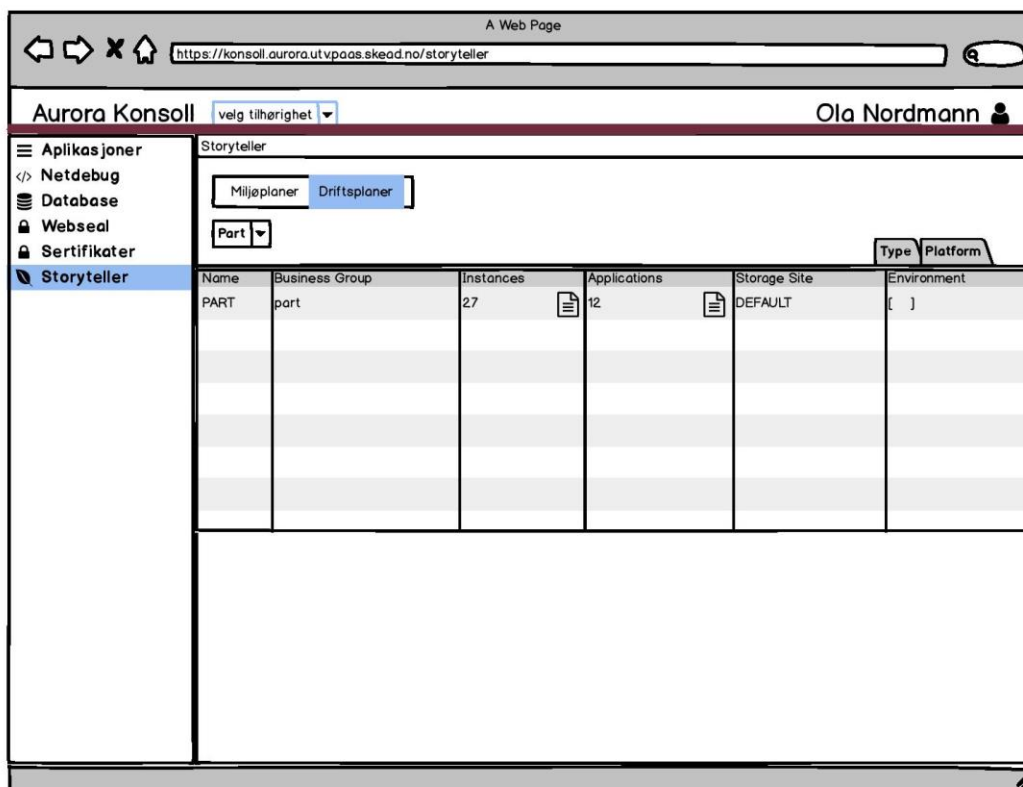 A Web Page
https://konsoll.aurora.utvpaas.skead.no/storyteller
Aurora Konsoll velg tilhørighet Ola Nordmann
Aplikasjoner
Netdebug
Database
Webseal
Sertifikater
Storyteller
Storyteller
Miljøplaner Driftsplaner
Part
Type Platform
Name Business Group Instances Applications Storage Site Environment
PART part 27 12 DEFAULT [ ]